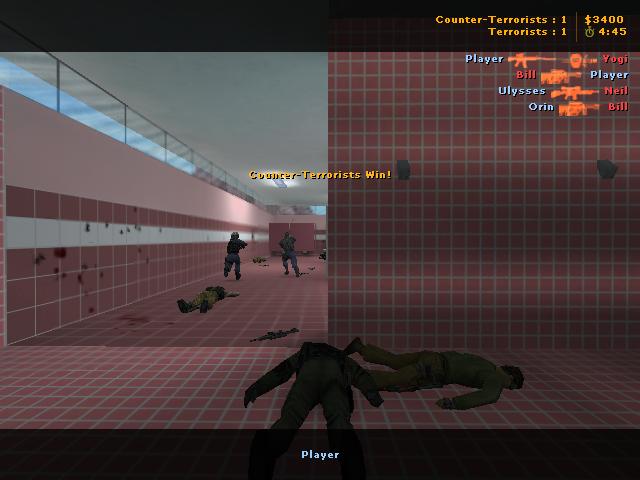 Counter-Terrorists : 1 $3400
Terrorists : 1 4:45
Player Yogi
Bill Player
Ulysses Neil
Orin Bill
Counter-Terrorists Win!
Player